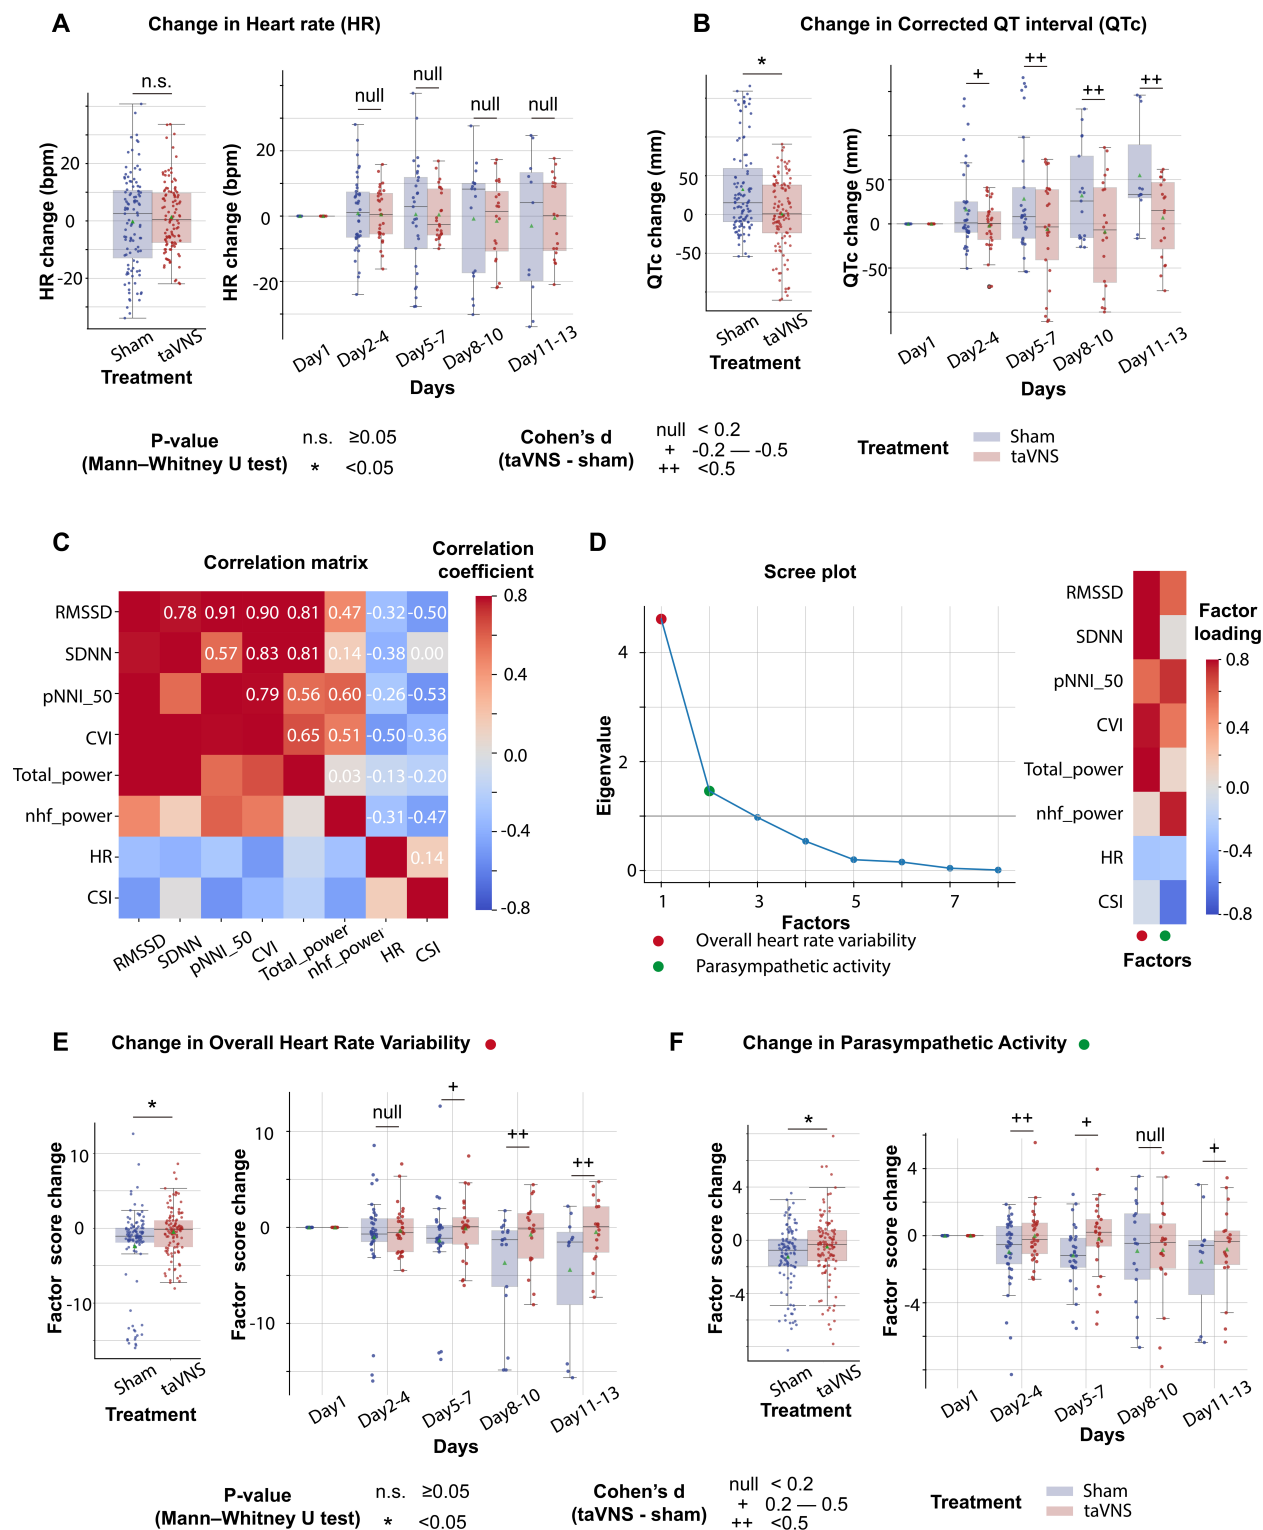 A
Change in Heart rate (HR)
n.s.
HR change (bpm)
20
0
-20
Sham
taVNS
Treatment
null
null
null
null
HR change (bpm)
20
0
-20
Day1
Day2-4
Day5-7
Day8-10
Day11-13
Days
B
Change in Corrected QT interval (QTc)
*
QTc change (mm)
50
0
-50
Sham
taVNS
Treatment
+
++
++
++
QTc change (mm)
50
0
-50
Day1
Day2-4
Day5-7
Day8-10
Day11-13
Days
P-value
(Mann–Whitney U test)
n.s. ≥0.05
* <0.05
Cohen's d
(taVNS - sham)
null < 0.2
+ -0.2 — -0.5
++ <0.5
Treatment
Sham
taVNS
C
Correlation matrix
Correlation
coefficient
RMSSD 0.78 0.91 0.90 0.81 0.47 -0.32 -0.50
SDNN 0.57 0.83 0.81 0.14 -0.38 0.00
pNNI_50 0.79 0.56 0.60 -0.26 -0.53
CVI 0.65 0.51 -0.50 -0.36
Total_power 0.03 -0.13 -0.20
nhf_power -0.31 -0.47
HR 0.14
CSI
RMSSD
SDNN
pNNI_50
CVI
Total_power
nhf_power
HR
CSI
0.8
0.4
0.0
-0.4
-0.8
D
Scree plot
Eigenvalue
4
2
0
1 3 5 7
Factors
Overall heart rate variability
Parasympathetic activity
RMSSD
SDNN
pNNI_50
CVI
Total_power
nhf_power
HR
CSI
Factors
Factor
loading
0.8
0.4
0.0
-0.4
-0.8
E
Change in Overall Heart Rate Variability
*
Factor score change
10
0
-10
Sham
taVNS
Treatment
null
+
++
++
Factor score change
10
0
-10
Day1
Day2-4
Day5-7
Day8-10
Day11-13
Days
F
Change in Parasympathetic Activity
*
Factor score change
4
0
-4
Sham
taVNS
Treatment
++
+
null
+
Factor score change
4
0
-4
Day1
Day2-4
Day5-7
Day8-10
Day11-13
Days
P-value
(Mann–Whitney U test)
n.s. ≥0.05
* <0.05
Cohen's d
(taVNS - sham)
null < 0.2
+ 0.2 — 0.5
++ <0.5
Treatment
Sham
taVNS